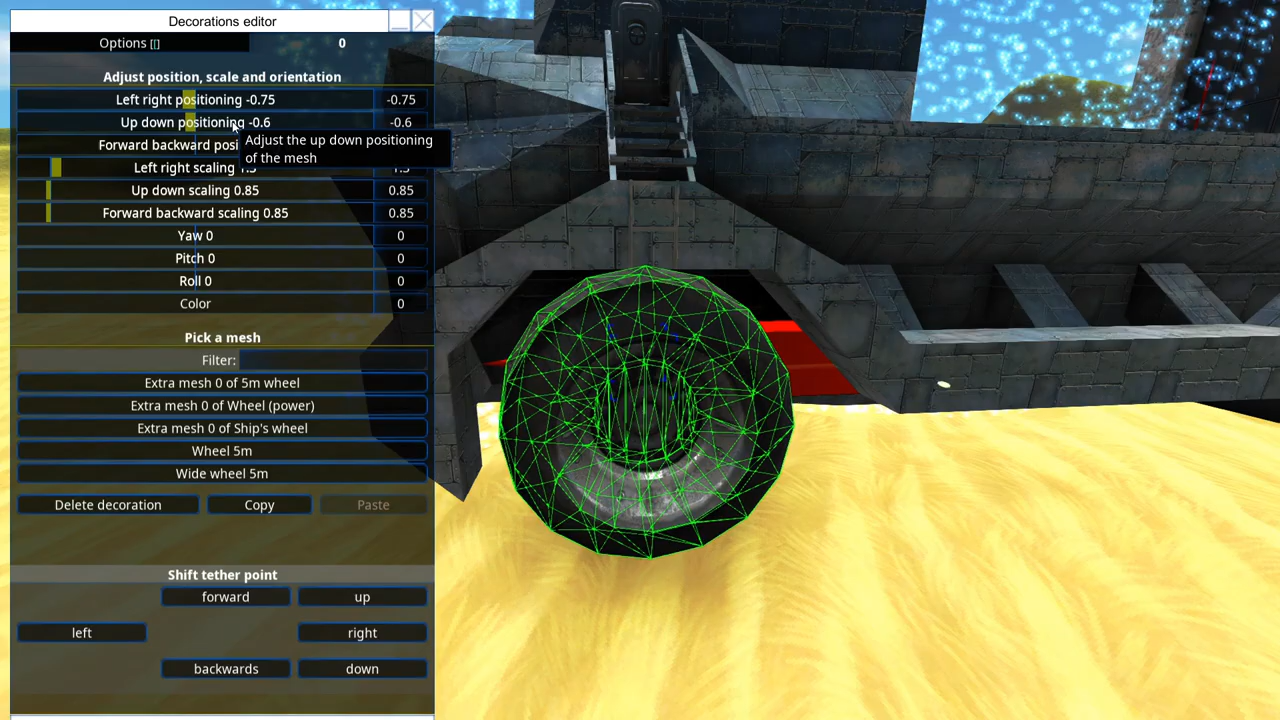 Decorations editor
Options [[]
0
Adjust position, scale and orientation
Left right positioning -0.75
-0.75
Up down positioning -0.6
-0.6
Forward backward posi
Adjust the up down positioning
of the mesh
Left right scaling
Up down scaling 0.85
0.85
Forward backward scaling 0.85
0.85
Yaw 0
0
Pitch 0
0
Roll 0
0
Color
0
Pick a mesh
Filter:
Extra mesh 0 of 5m wheel
Extra mesh 0 of Wheel (power)
Extra mesh 0 of Ship's wheel
Wheel 5m
Wide wheel 5m
Delete decoration
Copy
Paste
Shift tether point
forward
up
left
right
backwards
down